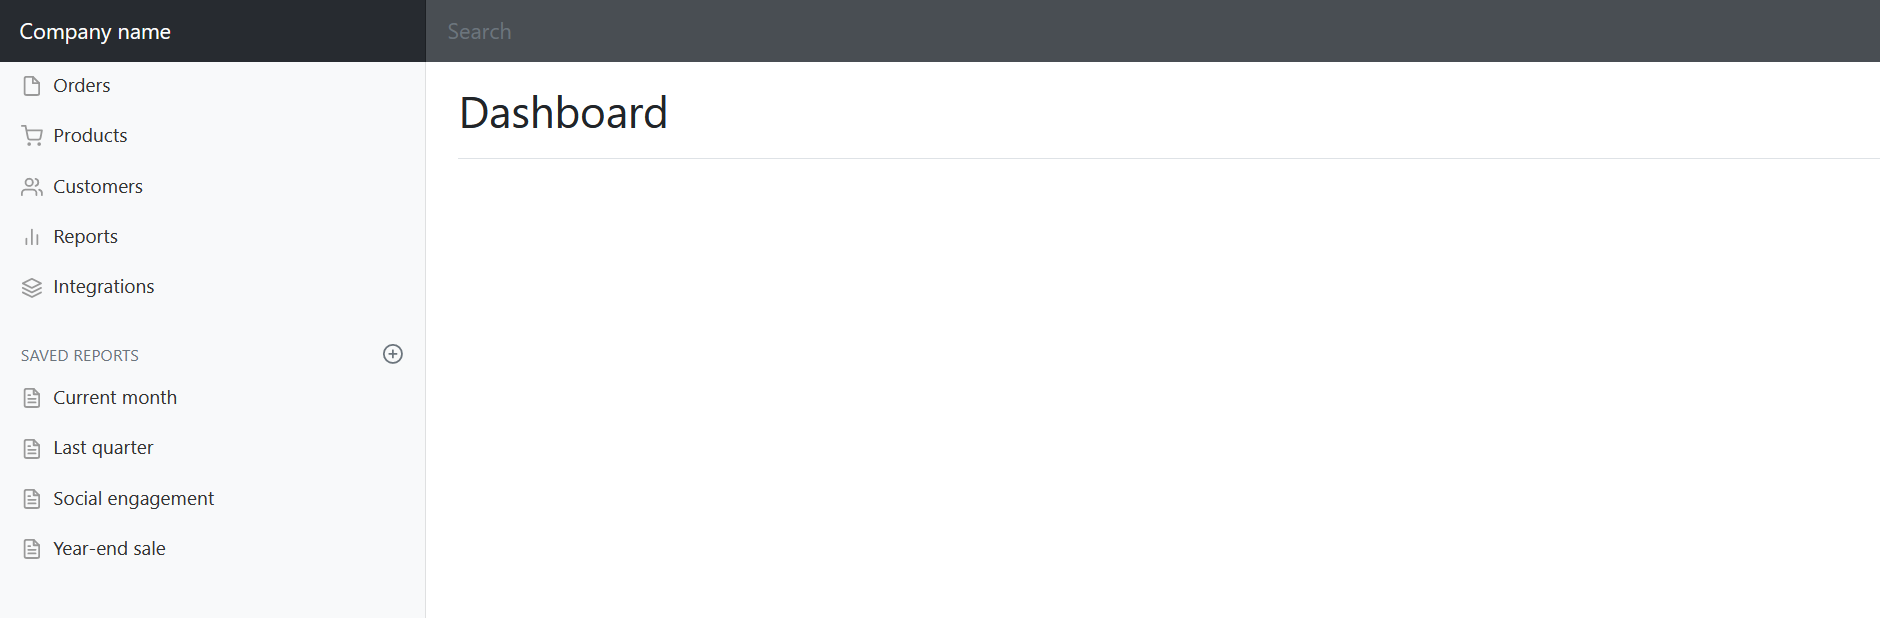 Company name
Search
Orders
Products
Customers
Reports
Integrations
SAVED REPORTS
Current month
Last quarter
Social engagement
Year-end sale
Dashboard